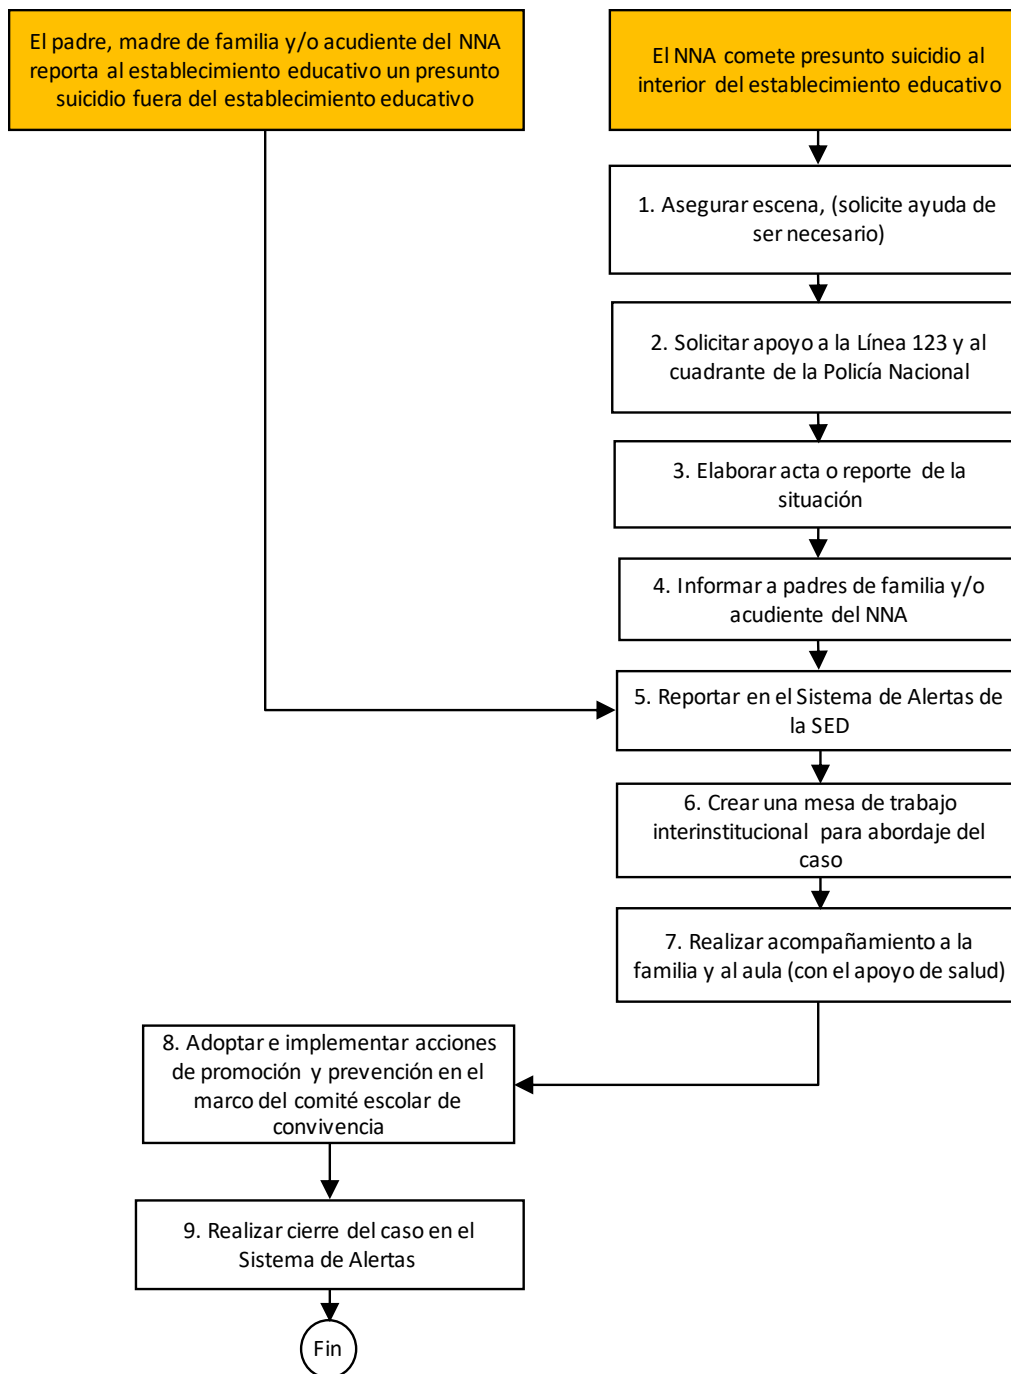 El padre, madre de familia y/o acudiente del NNA
reporta al establecimiento educativo un presunto
suicidio fuera del establecimiento educativo
El NNA comete presunto suicidio al
interior del establecimiento educativo
1. Asegurar escena, (solicite ayuda de
ser necesario)
2. Solicitar apoyo a la Línea 123 y al
cuadrante de la Policía Nacional
3. Elaborar acta o reporte de la
situación
4. Informar a padres de familia y/o
acudiente del NNA
5. Reportar en el Sistema de Alertas de
la SED
6. Crear una mesa de trabajo
interinstitucional para abordaje del
caso
7. Realizar acompañamiento a la
familia y al aula (con el apoyo de salud)
8. Adoptar e implementar acciones
de promoción y prevención en el
marco del comité escolar de
convivencia
9. Realizar cierre del caso en el
Sistema de Alertas
Fin